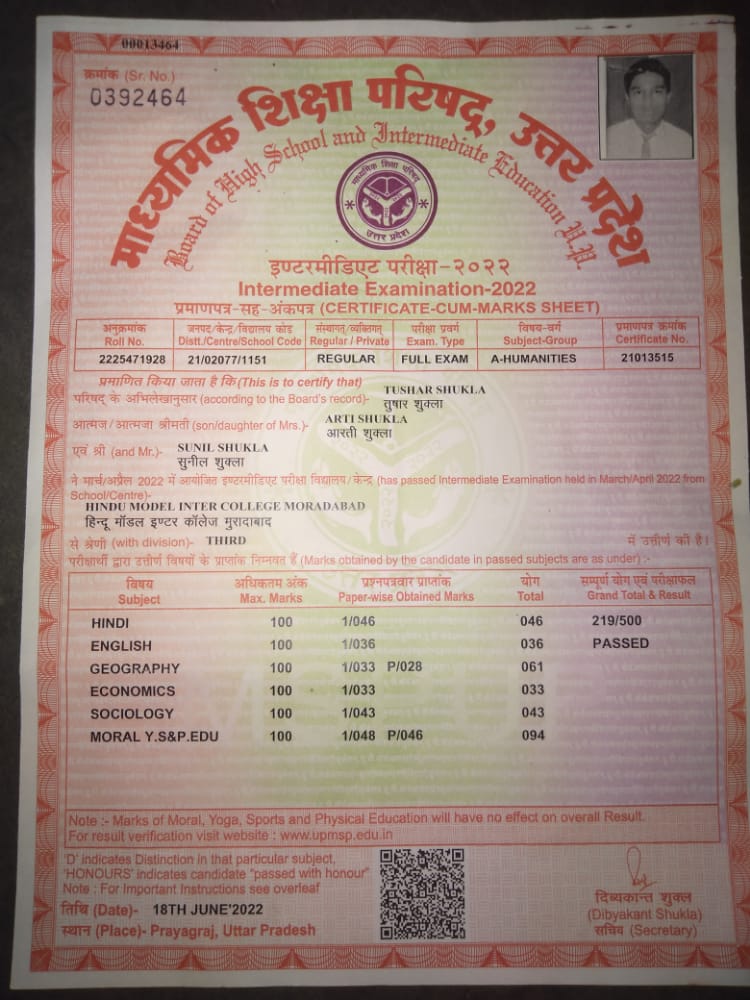 00013464
क्रमांक (Sr. No.)
0392464
माध्यमिक शिक्षा परिषद्, उत्तर प्रदेश
Board of High School and Intermediate Education U.P.
माध्यमिक शिक्षा परिषद्
उत्तर प्रदेश
इण्टरमीडिएट परीक्षा-२०२२
Intermediate Examination-2022
प्रमाणपत्र-सह-अंकपत्र (CERTIFICATE-CUM-MARKS SHEET)
अनुक्रमांक जनपद/केन्द्र/विद्यालय कोड संस्थागत/व्यक्तिगत परीक्षा प्रवर्ग विषय-वर्ग प्रमाणपत्र क्रमांक
Roll No. Distt./Centre/School Code Regular / Private Exam. Type Subject-Group Certificate No.
2225471928 21/02077/1151 REGULAR FULL EXAM A-HUMANITIES 21013515
प्रमाणित किया जाता है कि (This is to certify that)
परिषद् के अभिलेखानुसार (according to the Board's record)- TUSHAR SHUKLA
तुषार शुक्ला
आत्मज/आत्मजा श्रीमती (son/daughter of Mrs.)- ARTI SHUKLA
आरती शुक्ला
एवं श्री (and Mr.)- SUNIL SHUKLA
सुनील शुक्ला
ने मार्च/अप्रैल 2022 में आयोजित इण्टरमीडिएट परीक्षा विद्यालय/केन्द्र (has passed Intermediate Examination held in March/April 2022 from
School/Centre)-
HINDU MODEL INTER COLLEGE MORADABAD
हिन्दू मॉडल इण्टर कॉलेज मुरादाबाद
से श्रेणी (with division)- THIRD में उत्तीर्ण की है।
परीक्षार्थी द्वारा उत्तीर्ण विषयों के प्राप्तांक निम्नवत् हैं (Marks obtained by the candidate in passed subjects are as under) :-
विषय अधिकतम अंक प्रश्नपत्रवार प्राप्तांक योग सम्पूर्ण योग एवं परीक्षाफल
Subject Max. Marks Paper-wise Obtained Marks Total Grand Total & Result
HINDI 100 1/046 046 219/500
ENGLISH 100 1/036 036 PASSED
GEOGRAPHY 100 1/033 P/028 061
ECONOMICS 100 1/033 033
SOCIOLOGY 100 1/043 043
MORAL Y.S&P.EDU 100 1/048 P/046 094
Note :- Marks of Moral, Yoga, Sports and Physical Education will have no effect on overall Result.
For result verification visit website : www.upmsp.edu.in
'D' indicates Distinction in that particular subject.
'HONOURS' indicates candidate "passed with honour"
Note : For Important Instructions see overleaf
तिथि (Date)- 18TH JUNE'2022
स्थान (Place)- Prayagraj, Uttar Pradesh
दिव्यकान्त शुक्ल
(Dibyakant Shukla)
सचिव (Secretary)